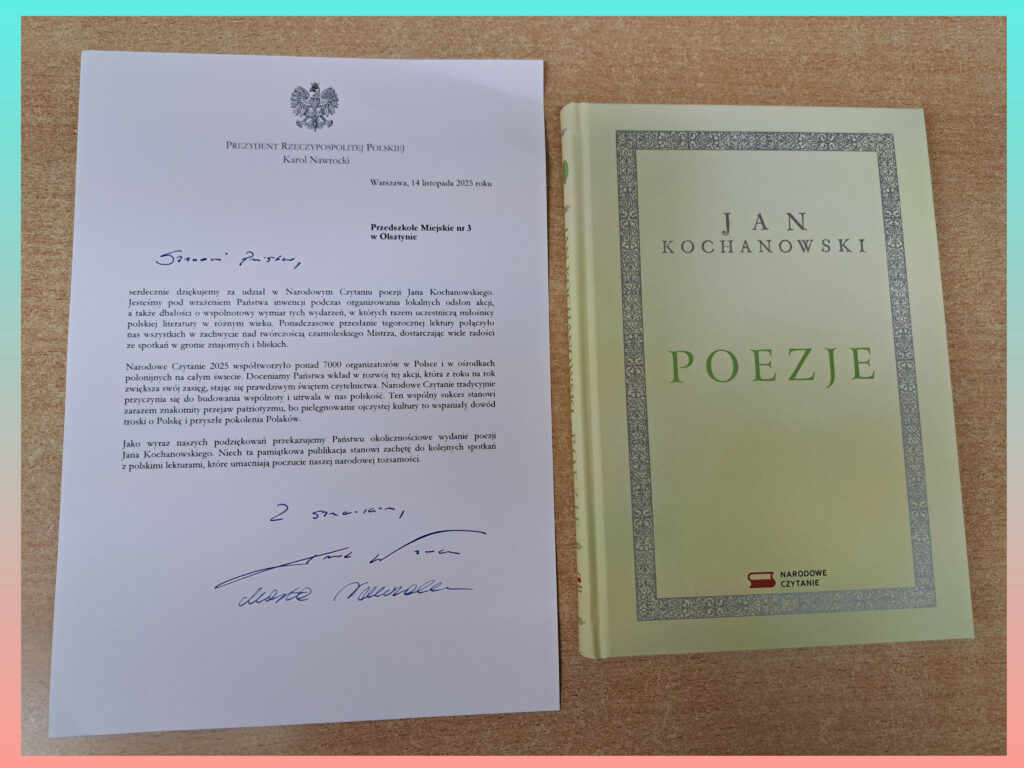 PREZYDENT RZECZYPOSPOLITEJ POLSKIEJ
Karol Nawrocki
Warszawa, 14 listopada 2025 roku
Przedszkole Miejskie nr 3
w Olsztynie
Szanowni Państwo,
serdecznie dziękujemy za udział w Narodowym Czytaniu poezji Jana Kochanowskiego.
Jesteśmy pod wrażeniem Państwa inwencji podczas organizowania lokalnych odsłon akcji,
a także dbałości o wspólnotowy wymiar tych wydarzeń, w których razem uczestniczą miłośnicy
polskiej literatury w różnym wieku. Ponadczasowe przesłanie tegorocznej lektury połączyło
nas wszystkich w zachwycie nad twórczością czarnoleskiego Mistrza, dostarczając wiele radości
ze spotkań w gronie znajomych i bliskich.
Narodowe Czytanie 2025 współtworzyło ponad 7000 organizatorów w Polsce i w ośrodkach
polonijnych na całym świecie. Doceniamy Państwa wkład w rozwój tej akcji, która z roku na rok
zwiększa swój zasięg, stając się prawdziwym świętem czytelnictwa. Narodowe Czytanie tradycyjnie
przyczynia się do budowania wspólnoty i utrwala w nas polskość. Ten wspólny sukces stanowi
zarazem znakomity przejaw patriotyzmu, bo pielęgnowanie ojczystej kultury to wspaniały dowód
troski o Polskę i przyszłe pokolenia Polaków.
Jako wyraz naszych podziękowań przekazujemy Państwu okolicznościowe wydanie poezji
Jana Kochanowskiego. Niech ta pamiątkowa publikacja stanowi zachętę do kolejnych spotkań
z polskimi lekturami, które umacniają poczucie naszej narodowej tożsamości.
Z szacunkiem,
Marta Nawrocka
JAN
KOCHANOWSKI
POEZJE
NARODOWE
CZYTANIE